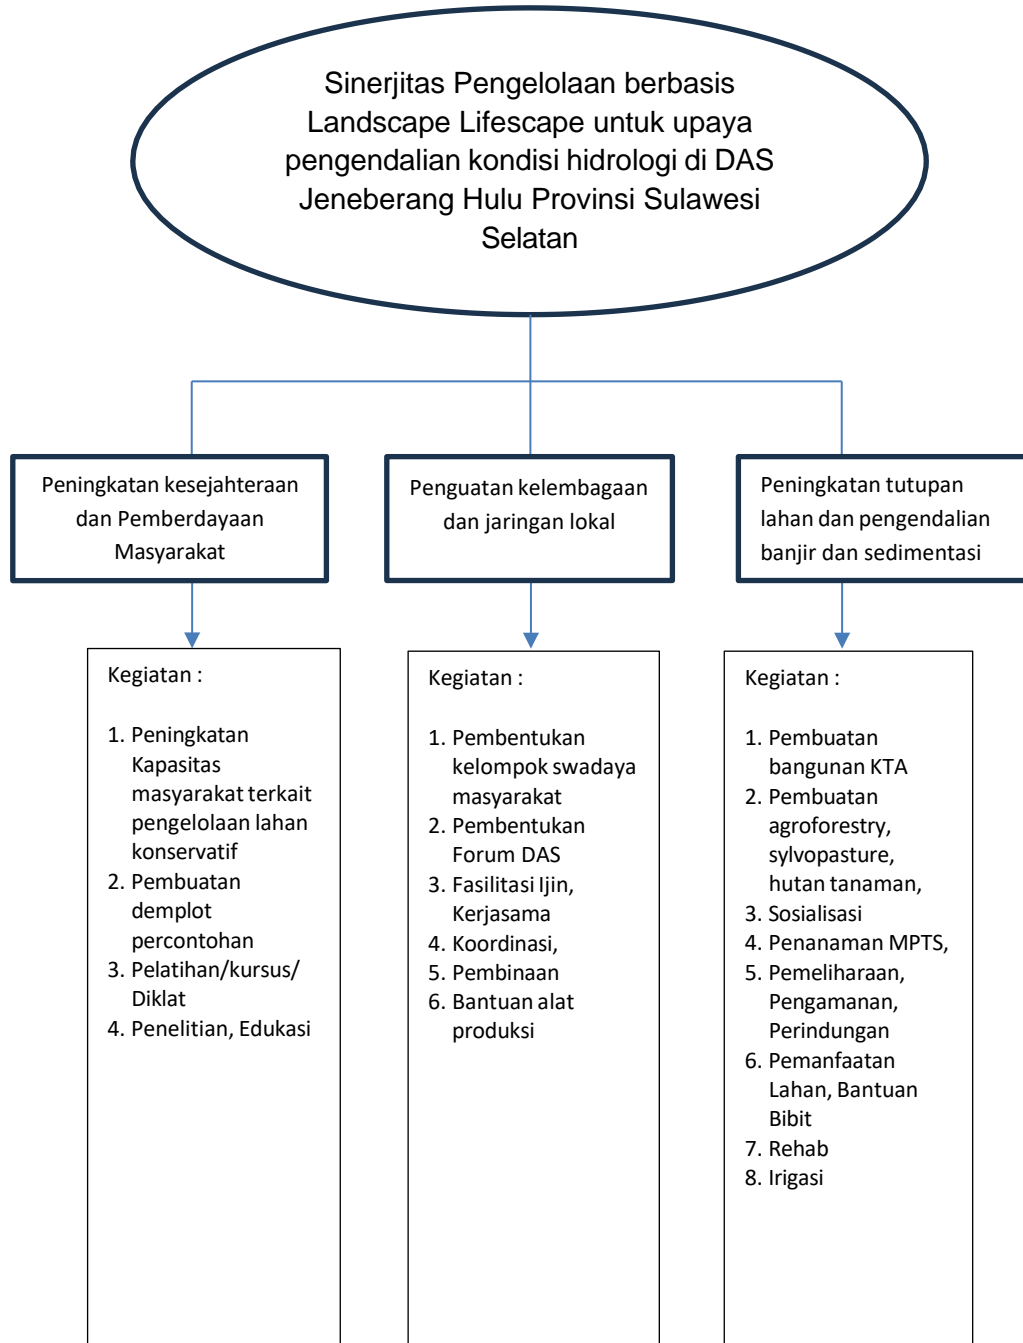 Sinerjitas Pengelolaan berbasis
Landscape Lifescape untuk upaya
pengendalian kondisi hidrologi di DAS
Jeneberang Hulu Provinsi Sulawesi
Selatan
Peningkatan kesejahteraan
dan Pemberdayaan
Masyarakat
Penguatan kelembagaan
dan jaringan lokal
Peningkatan tutupan
lahan dan pengendalian
banjir dan sedimentasi
Kegiatan :
1. Peningkatan
Kapasitas
masyarakat terkait
pengelolaan lahan
konservatif
2. Pembuatan
demplot
percontohan
3. Pelatihan/kursus/
Diklat
4. Penelitian, Edukasi
Kegiatan :
1. Pembentukan
kelompok swadaya
masyarakat
2. Pembentukan
Forum DAS
3. Fasilitasi Ijin,
Kerjasama
4. Koordinasi,
5. Pembinaan
6. Bantuan alat
produksi
Kegiatan :
1. Pembuatan
bangunan KTA
2. Pembuatan
agroforestry,
sylvopasture,
hutan tanaman,
3. Sosialisasi
4. Penanaman MPTS,
5. Pemeliharaan,
Pengamanan,
Perindungan
6. Pemanfaatan
Lahan, Bantuan
Bibit
7. Rehab
8. Irigasi